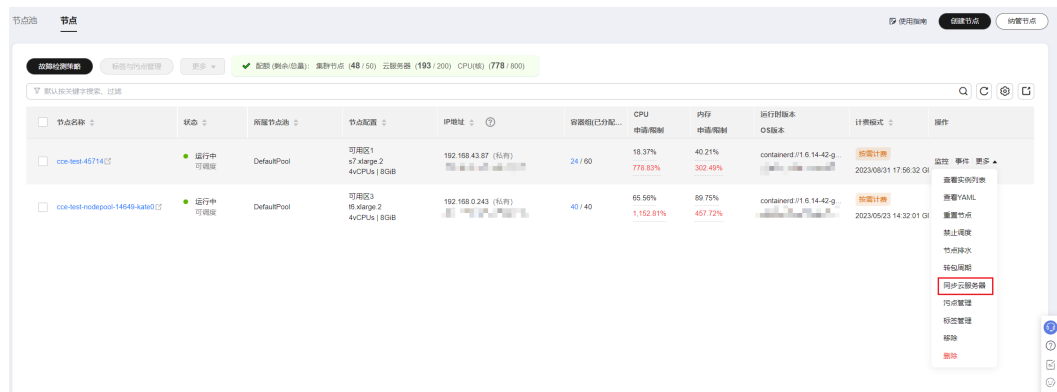 节点池 节点 使用指南 创建节点 纳管节点
故障检测策略 标签与污点管理 更多 配额 (剩余/总量): 集群节点 (48 / 50) 云服务器 (193 / 200) CPU(核) (778 / 800)
默认按关键字搜索、过滤
节点名称 状态 所属节点池 节点配置 IP地址 容器组(已分配... CPU 申请/限制 内存 申请/限制 运行时版本 OS版本 计费模式 操作
cce-test-45714 运行中 可调度 DefaultPool 可用区1 s7.xlarge.2 4vCPUs | 8GiB 192.168.43.87 (私有) 24 / 60 18.37% 778.83% 40.21% 302.49% containerd://1.6.14-42-g... 按需计费 2023/08/31 17:56:32 GI 监控 事件 更多
cce-test-nodepool-14649-kate0 运行中 可调度 DefaultPool 可用区3 t6.xlarge.2 4vCPUs | 8GiB 192.168.0.243 (私有) 40 / 40 65.56% 1,152.81% 89.75% 457.72% containerd://1.6.14-42-g... 按需计费 2023/05/23 14:32:01 GI
查看实例列表
查看YAML
重置节点
禁止调度
节点排水
转包周期
同步云服务器
污点管理
标签管理
移除
删除